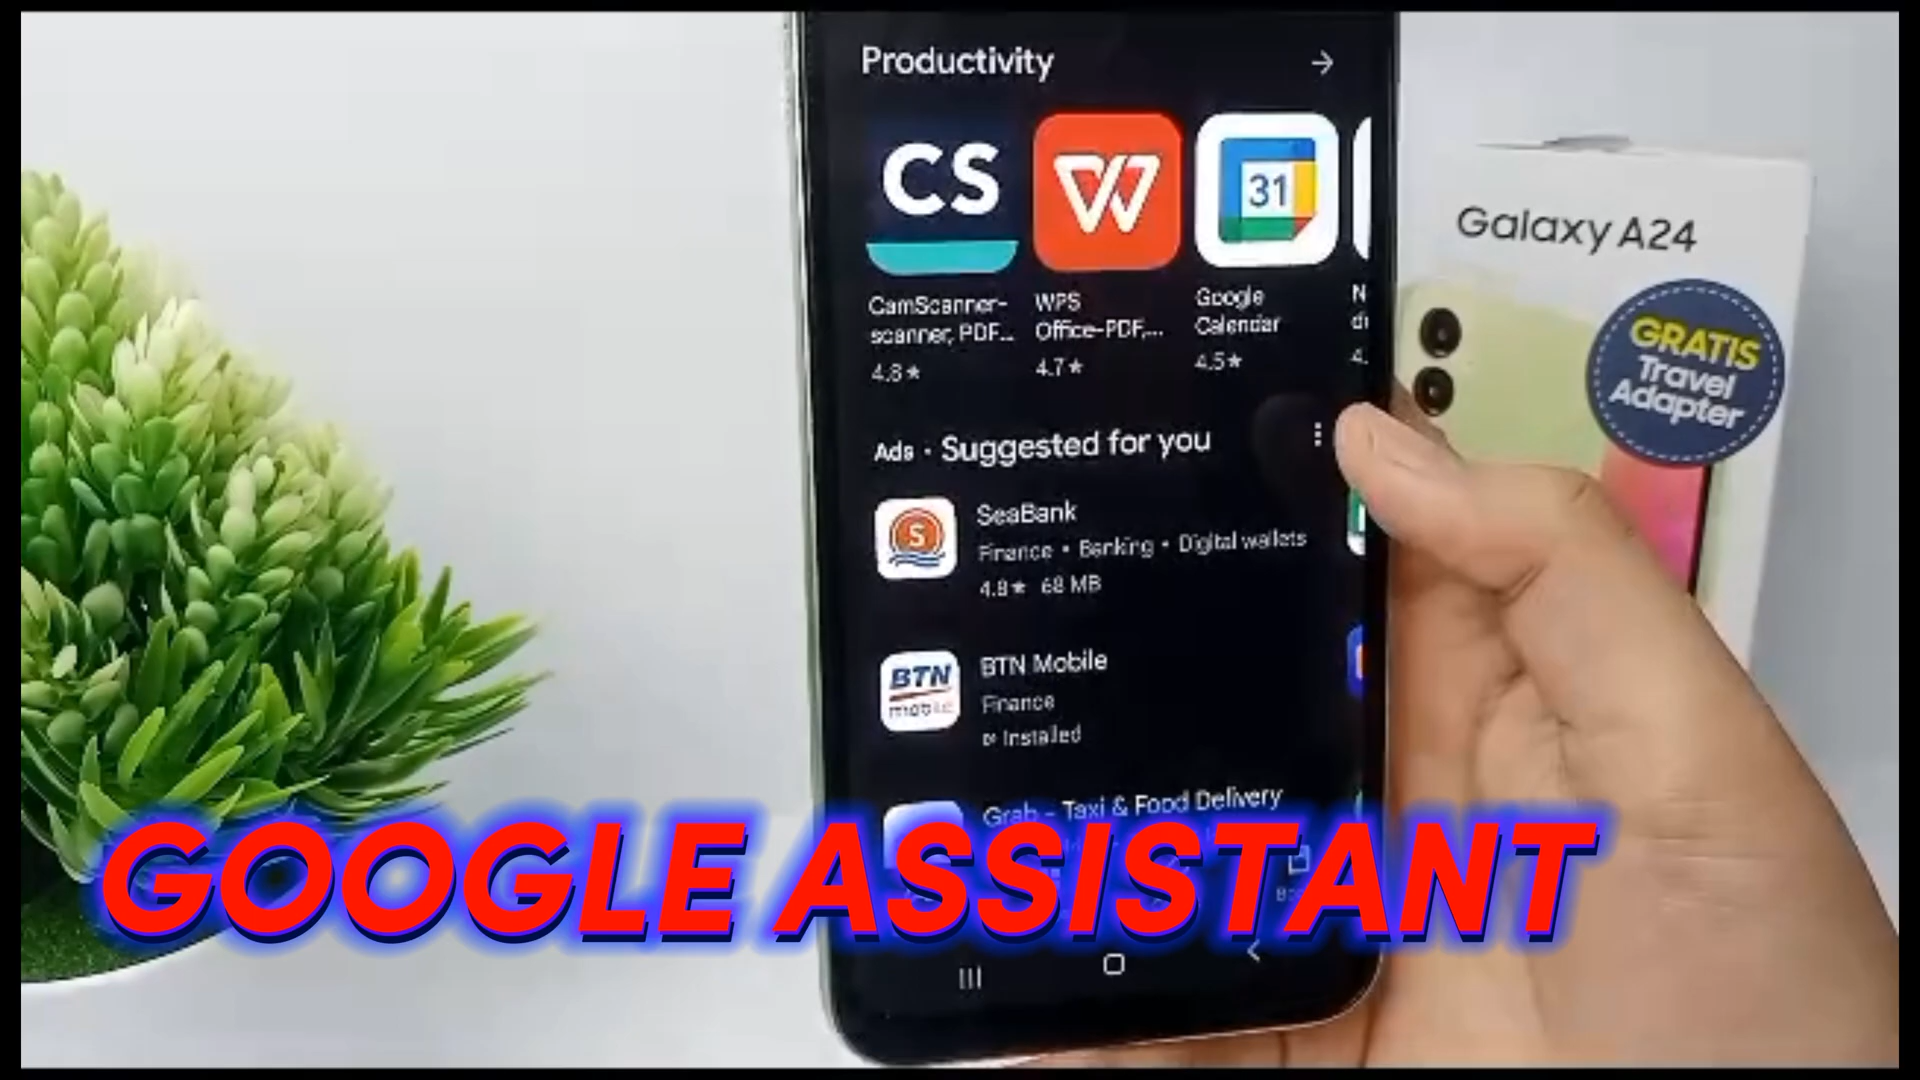 Productivity
CS
W
31
CamScanner-
scanner, PDF...
4.8★
WPS
Office-PDF,...
4.7★
Google
Calendar
4.5★
N
4.
Ads • Suggested for you
S
SeaBank
Finance • Banking • Digital wallets
4.8★ 68 MB
BTN
mobile
BTN Mobile
Finance
Installed
Grab - Taxi & Food Delivery
Galaxy A24
GRATIS
Travel
Adapter
GOOGLE ASSISTANT